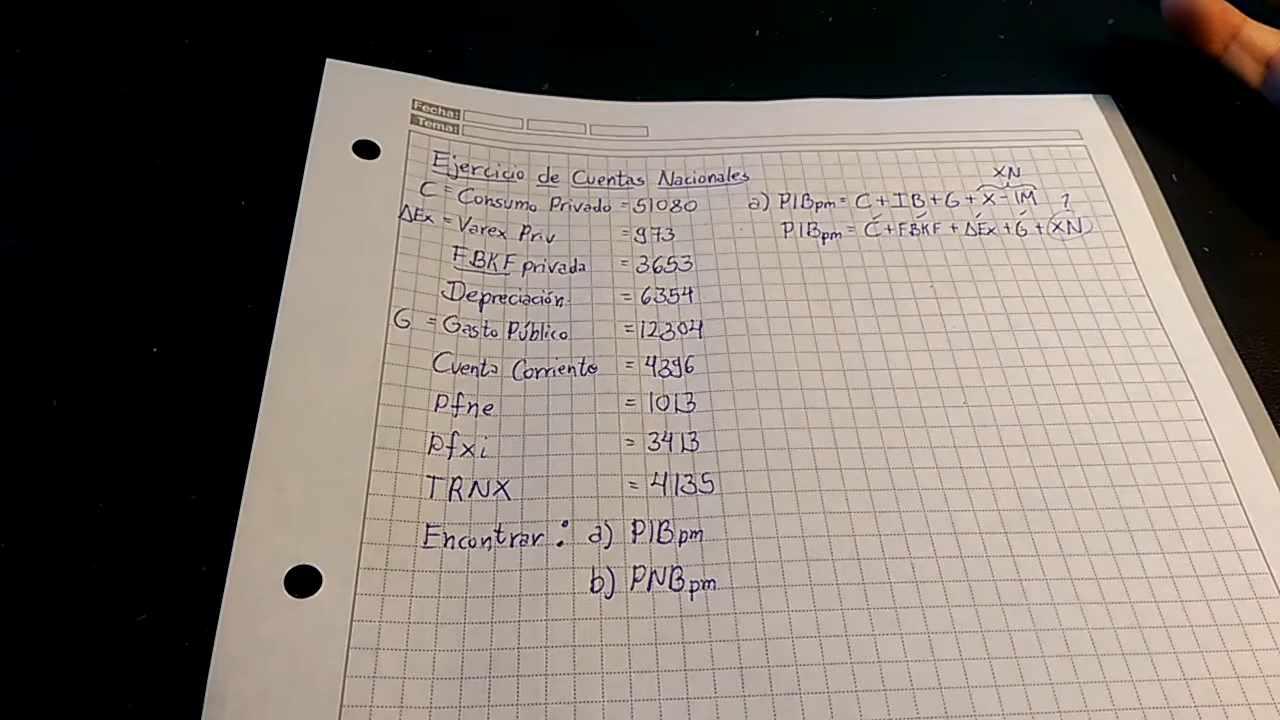 Fecha:
Tema:
Ejercicio de Cuentas Nacionales
C = Consumo Privado = 51080
ΔEx = Varex Priv = 973
FBKF privada = 3653
Depreciación = 6354
G = Gasto Público = 12304
Cuenta Corriente = 4396
Pfne = 1013
Pfxi = 3413
TRNX = 4135
Encontrar: a) PIBpm
b) PNBpm
XN
a) PIBpm = C + IB + G + X - IM ?
PIBpm = C + FBKF + ΔEx + G + XN